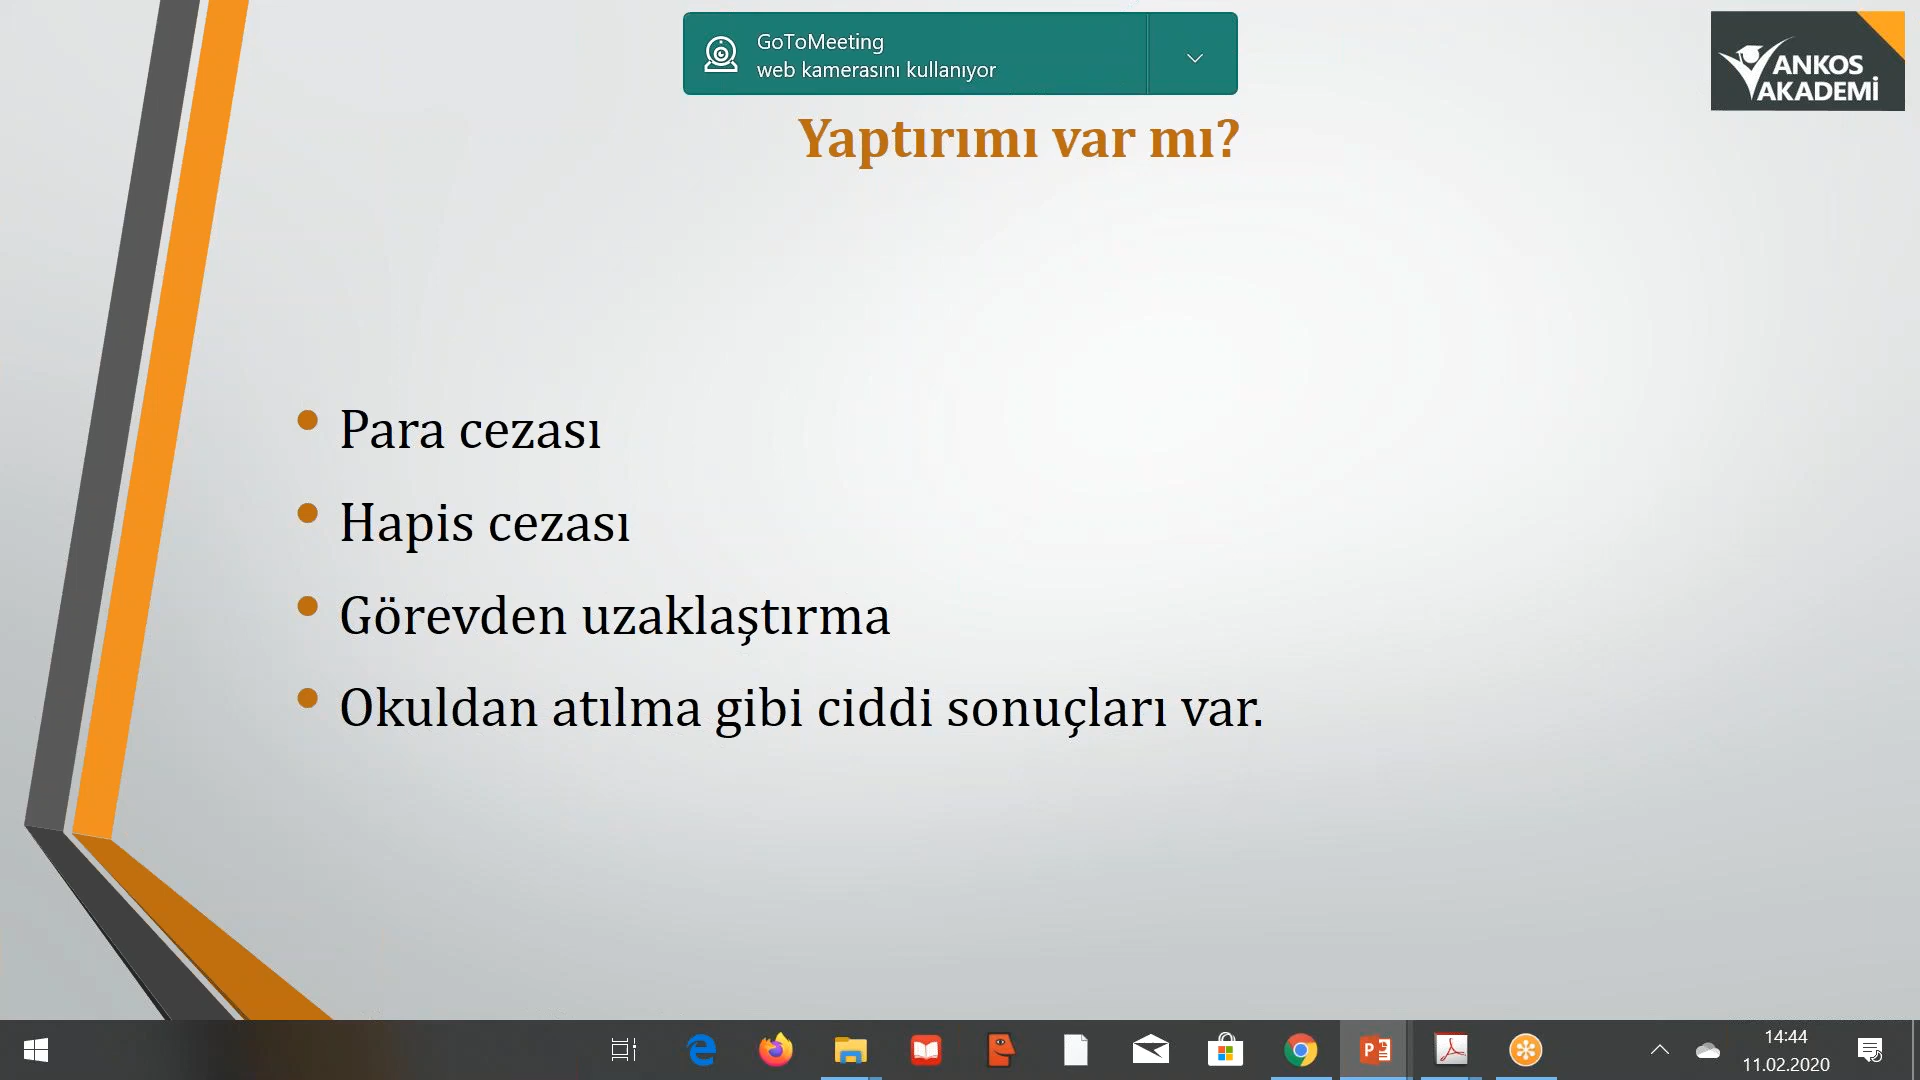 GoToMeeting
web kamerasını kullanıyor
ANKOS
AKADEMİ
Yaptırımı var mı?
• Para cezası
• Hapis cezası
• Görevden uzaklaştırma
• Okuldan atılma gibi ciddi sonuçları var.
14:44
11.02.2020